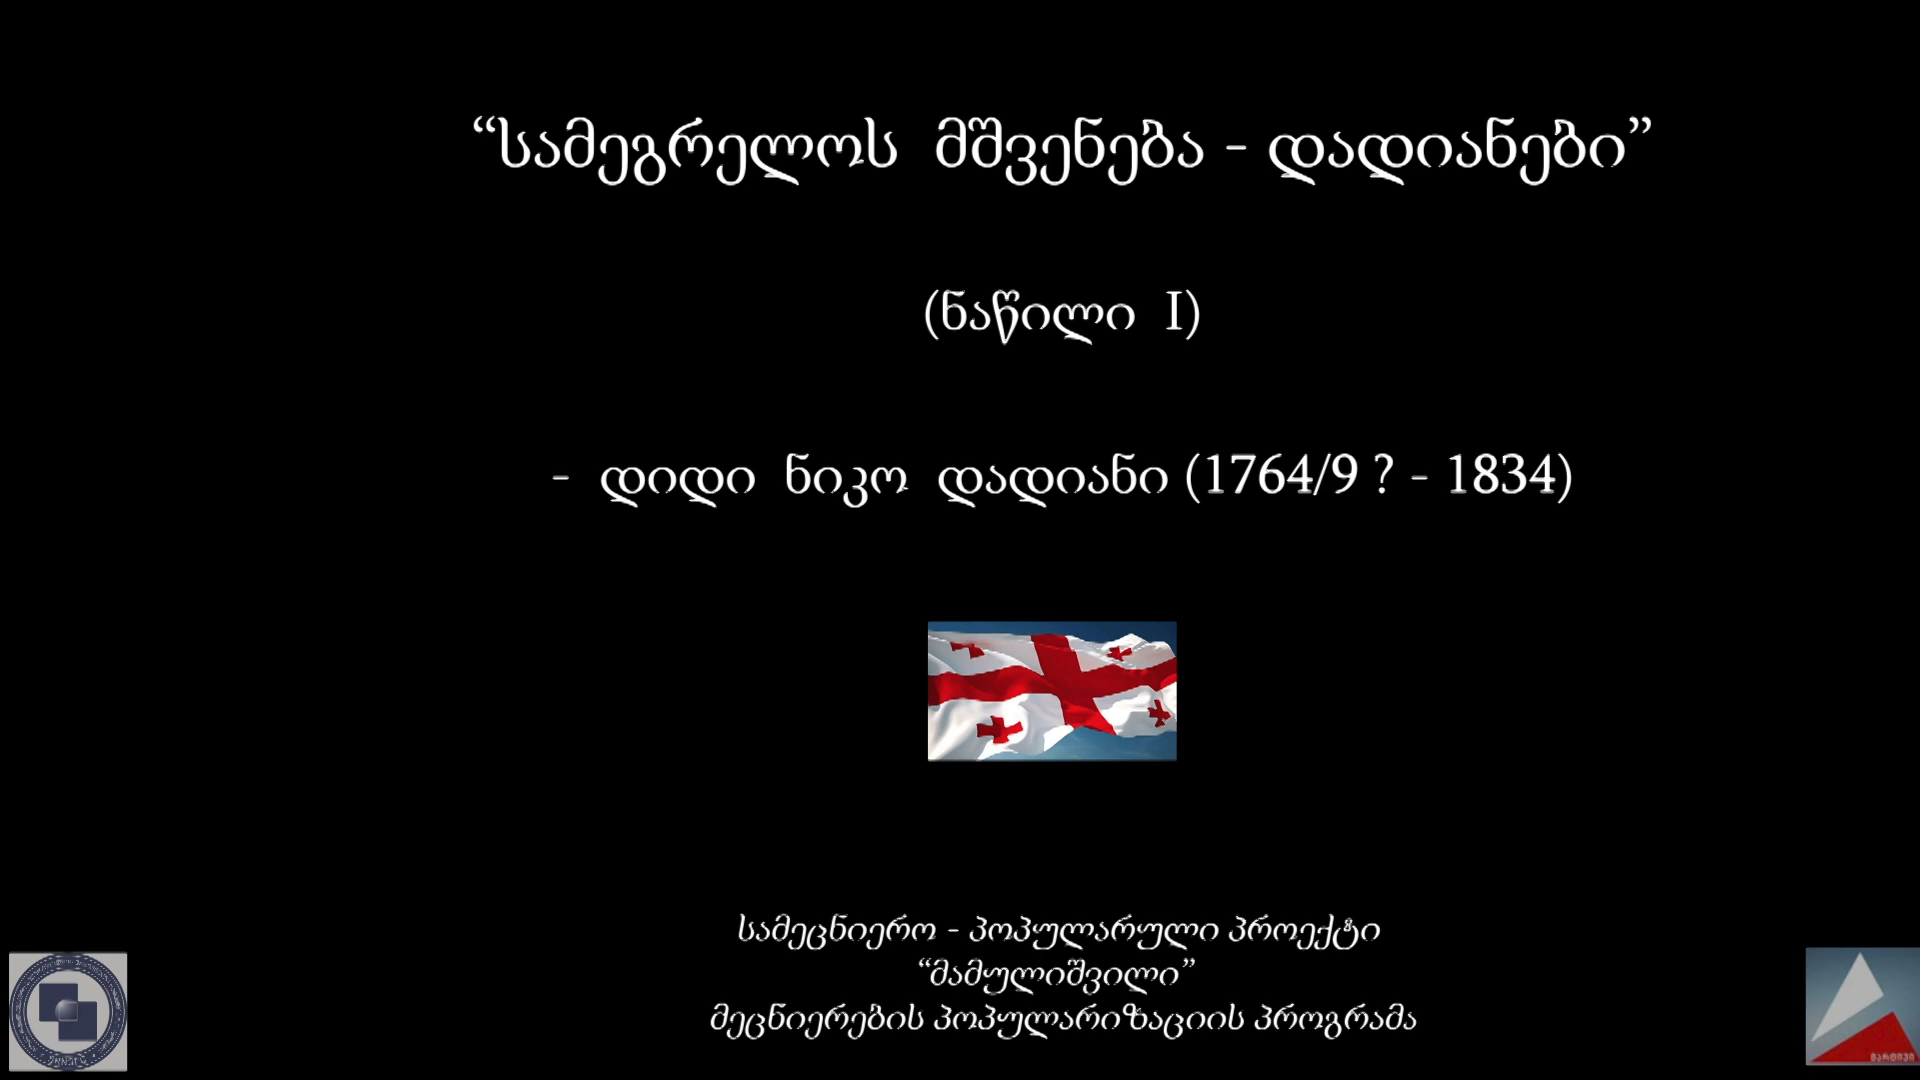 “სამეგრელოს მშვენება - დადიანები”
(ნაწილი I)
- დიდი ნიკო დადიანი (1764/9 ? - 1834)
სამეცნიერო - პოპულარული პროექტი
“მამულიშვილი”
მეცნიერების პოპულარიზაციის პროგრამა